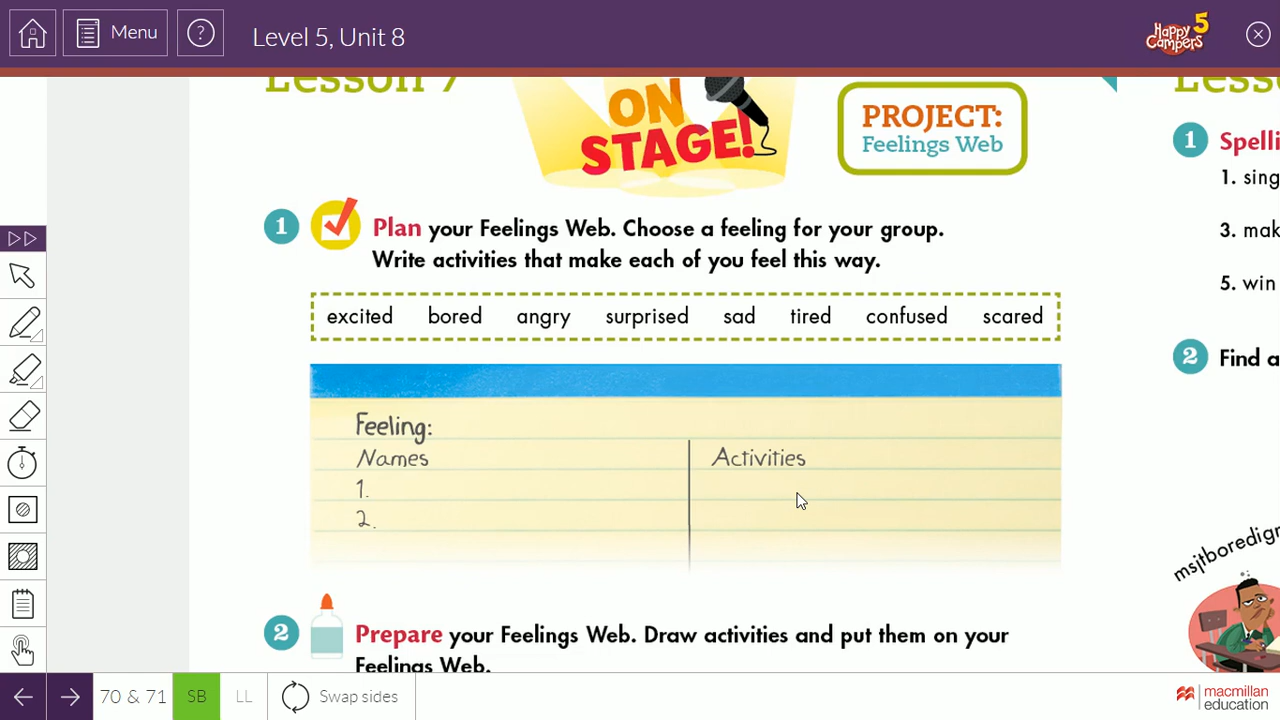 Menu
?
Level 5, Unit 8
Happy Campers 5
Lesson 7
ON STAGE!
PROJECT:
Feelings Web
1 Plan your Feelings Web. Choose a feeling for your group.
Write activities that make each of you feel this way.
excited bored angry surprised sad tired confused scared
Feeling:
Names Activities
1.
2.
2 Prepare your Feelings Web. Draw activities and put them on your
Feelings Web.
1 Spelli
1. sing
3. mak
5. win
2 Find a
msjtboredign
70 & 71
SB
LL
Swap sides
macmillan
education